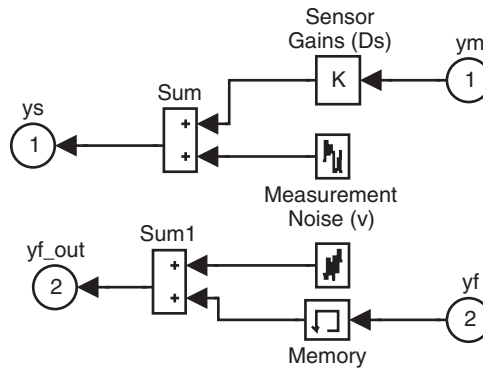 Sensor
Gains (Ds)
ym
K
1
Sum
+
+
ys
1
Measurement
Noise (v)
Sum1
+
+
yf_out
2
yf
2
Memory